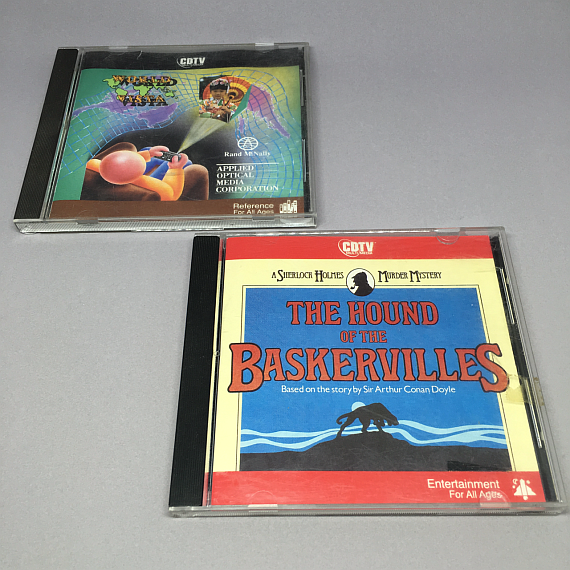 CDTV
WORLD
VISTA
Rand McNally
APPLIED
OPTICAL
MEDIA
CORPORATION
Reference
For All Ages
CDTV
A SHERLOCK HOLMES MURDER MYSTERY
THE HOUND
OF THE
BASKERVILLES
Based on the story by Sir Arthur Conan Doyle
Entertainment
For All Ages